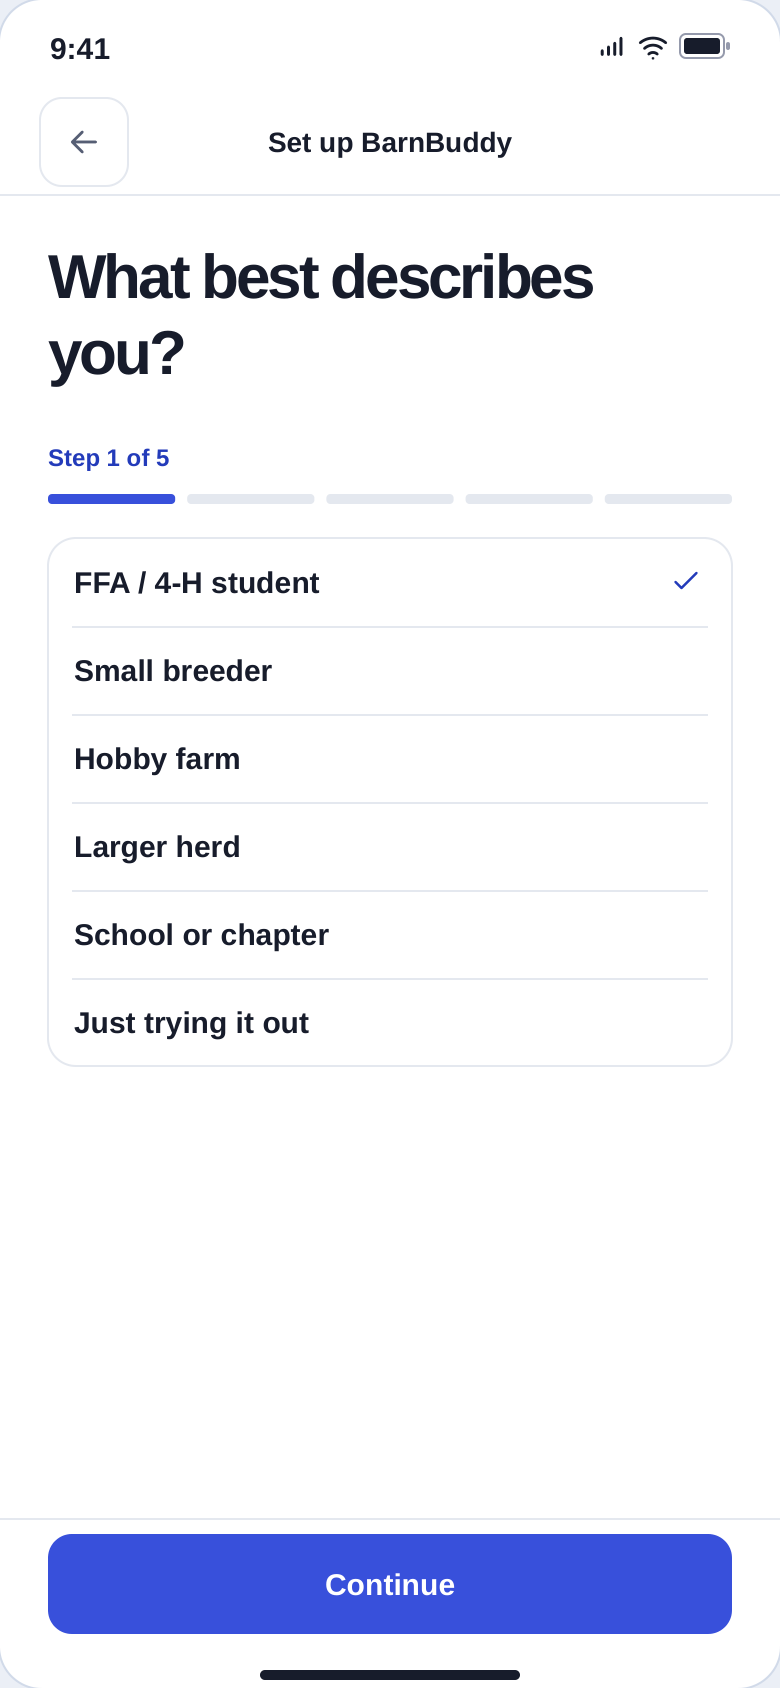 9:41
Set up BarnBuddy
What best describes
you?
Step 1 of 5
FFA / 4-H student
Small breeder
Hobby farm
Larger herd
School or chapter
Just trying it out
Continue